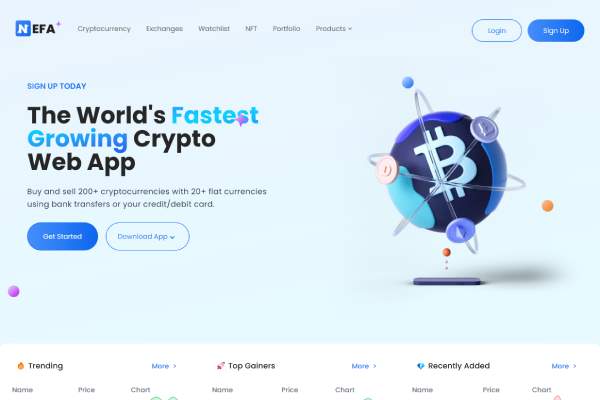 NEFA
Cryptocurrency Exchanges Watchlist NFT Portfolio Products
Login
Sign Up
SIGN UP TODAY
The World's Fastest
Growing Crypto
Web App
Buy and sell 200+ cryptocurrencies with 20+ flat currencies
using bank transfers or your credit/debit card.
Get Started
Download App
Trending
More >
Name Price Chart
Top Gainers
More >
Name Price Chart
Recently Added
More >
Name Price Chart